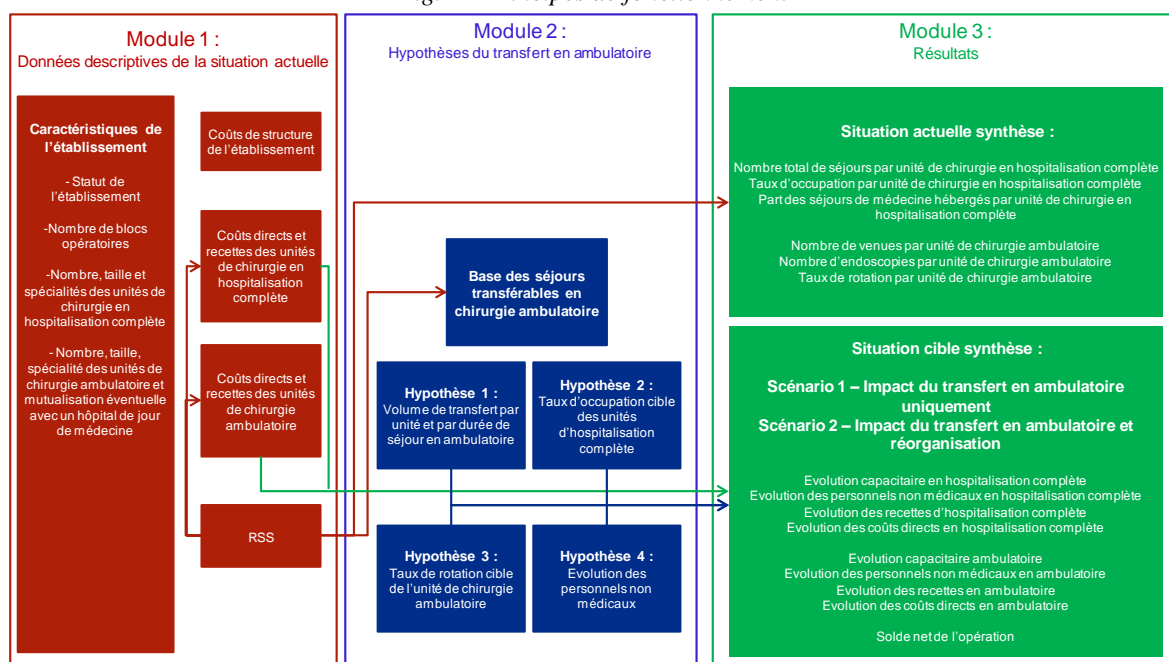 Module 1 :
Données descriptives de la situation actuelle
Caractéristiques de
l'établissement
- Statut de
l'établissement
-Nombre de blocs
opératoires
-Nombre, taille et
spécialités des unités de
chirurgie en
hospitalisation complète
- Nombre, taille,
spécialité des unités de
chirurgie ambulatoire et
mutualisation éventuelle
avec un hôpital de jour
de médecine
Coûts de structure
de l'établissement
Coûts directs et
recettes des unités
de chirurgie en
hospitalisation
complète
Coûts directs et
recettes des unités
de chirurgie
ambulatoire
RSS
Module 2 :
Hypothèses du transfert en ambulatoire
Base des séjours
transférables en
chirurgie ambulatoire
Hypothèse 1 :
Volume de transfert par
unité et par durée de
séjour en ambulatoire
Hypothèse 2 :
Taux d'occupation cible
des unités
d'hospitalisation
complète
Hypothèse 3 :
Taux de rotation cible
de l'unité de chirurgie
ambulatoire
Hypothèse 4 :
Evolution des
personnels non
médicaux
Module 3 :
Résultats
Situation actuelle synthèse :
Nombre total de séjours par unité de chirurgie en hospitalisation complète
Taux d'occupation par unité de chirurgie en hospitalisation complète
Part des séjours de médecine hébergés par unité de chirurgie en
hospitalisation complète
Nombre de venues par unité de chirurgie ambulatoire
Nombre d'endoscopies par unité de chirurgie ambulatoire
Taux de rotation par unité de chirurgie ambulatoire
Situation cible synthèse :
Scénario 1 – Impact du transfert en ambulatoire
uniquement
Scénario 2 – Impact du transfert en ambulatoire et
réorganisation
Evolution capacitaire en hospitalisation complète
Evolution des personnels non médicaux en hospitalisation complète
Evolution des recettes d'hospitalisation complète
Evolution des coûts directs en hospitalisation complète
Evolution capacitaire ambulatoire
Evolution des personnels non médicaux en ambulatoire
Evolution des recettes en ambulatoire
Evolution des coûts directs en ambulatoire
Solde net de l'opération